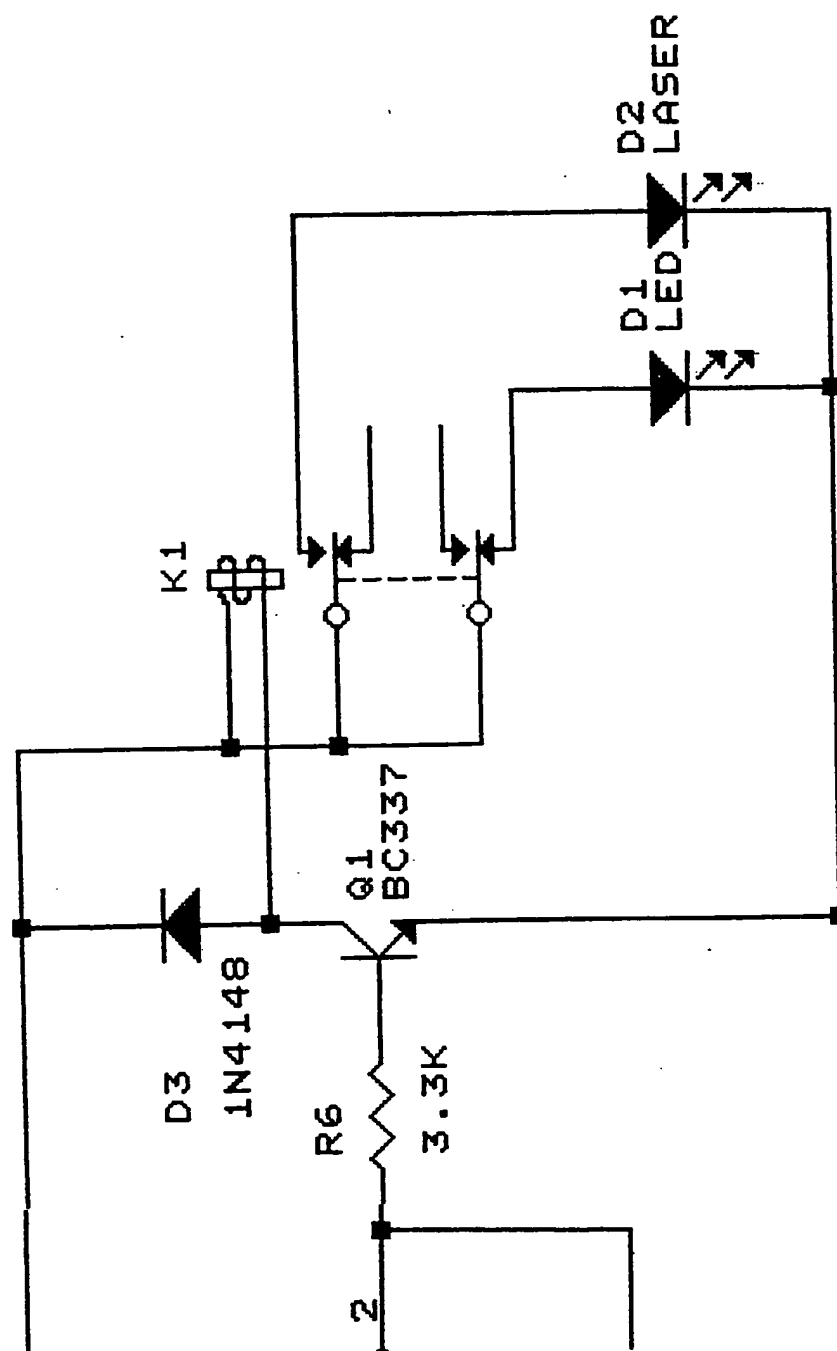 D2
LASER
D1
LED
K1
Q1
BC337
D3
1N4148
R6
3.3K
2